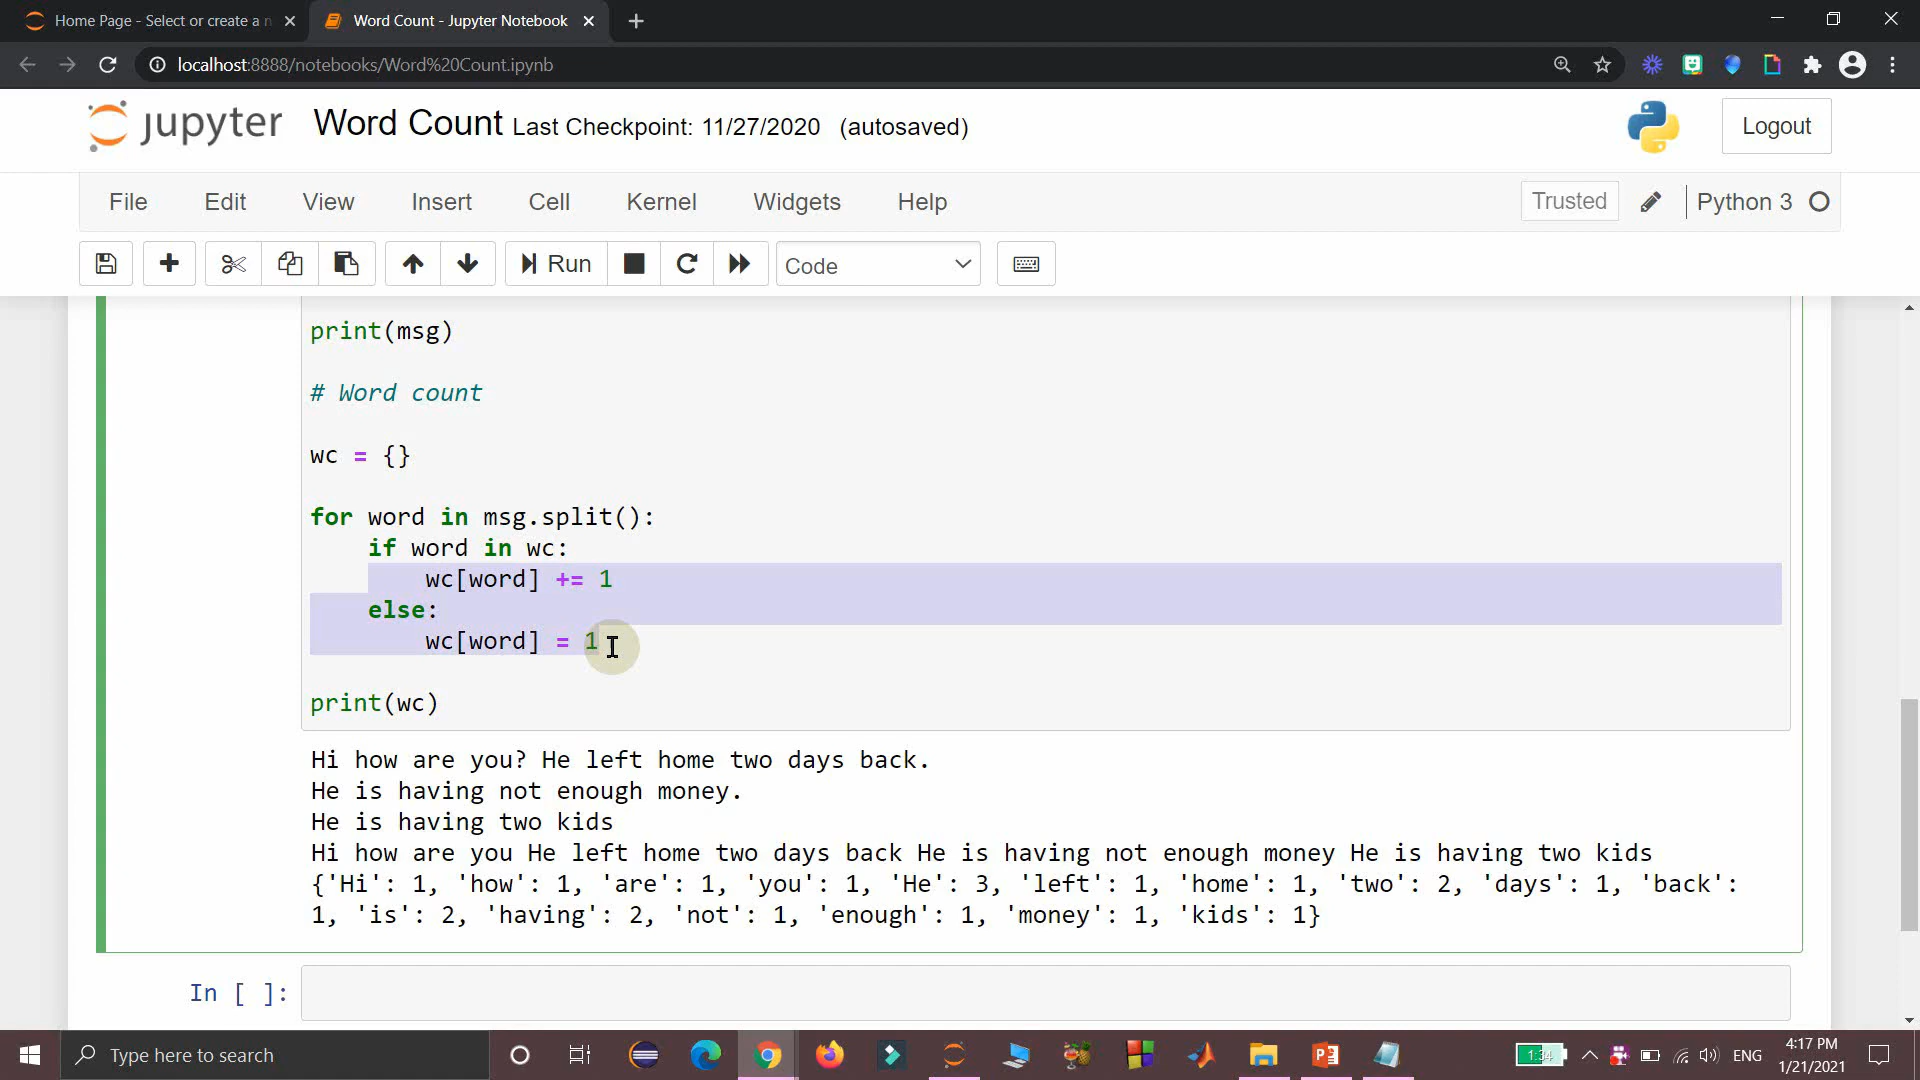 Home Page - Select or create a n
Word Count - Jupyter Notebook
localhost:8888/notebooks/Word%20Count.ipynb
jupyter Word Count Last Checkpoint: 11/27/2020 (autosaved)
Logout
File Edit View Insert Cell Kernel Widgets Help
Trusted
Python 3
Run
Code
print(msg)
# Word count
wc = {}
for word in msg.split():
    if word in wc:
        wc[word] += 1
    else:
        wc[word] = 1
print(wc)
Hi how are you? He left home two days back.
He is having not enough money.
He is having two kids
Hi how are you He left home two days back He is having not enough money He is having two kids
{'Hi': 1, 'how': 1, 'are': 1, 'you': 1, 'He': 3, 'left': 1, 'home': 1, 'two': 2, 'days': 1, 'back':
1, 'is': 2, 'having': 2, 'not': 1, 'enough': 1, 'money': 1, 'kids': 1}
In [ ]:
Type here to search
1:34
ENG
4:17 PM
1/21/2021